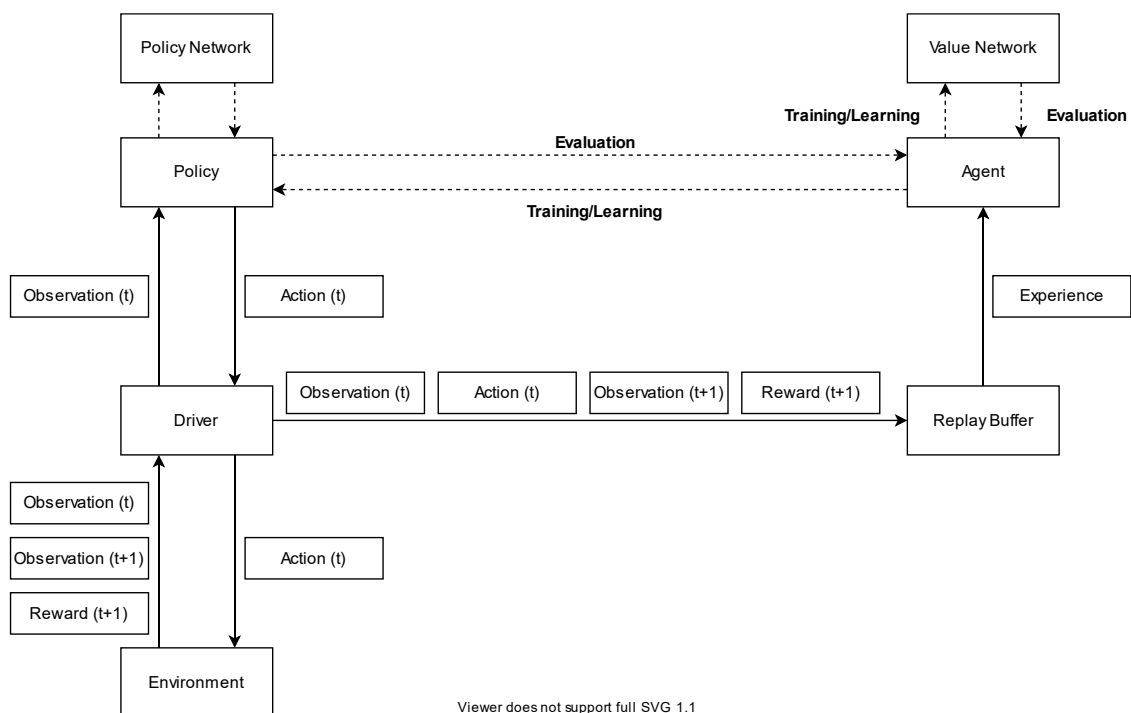 Policy Network
Value Network
Training/Learning
Evaluation
Evaluation
Policy
Agent
Training/Learning
Observation (t)
Action (t)
Experience
Observation (t)
Action (t)
Observation (t+1)
Reward (t+1)
Driver
Replay Buffer
Observation (t)
Observation (t+1)
Action (t)
Reward (t+1)
Environment
Viewer does not support full SVG 1.1